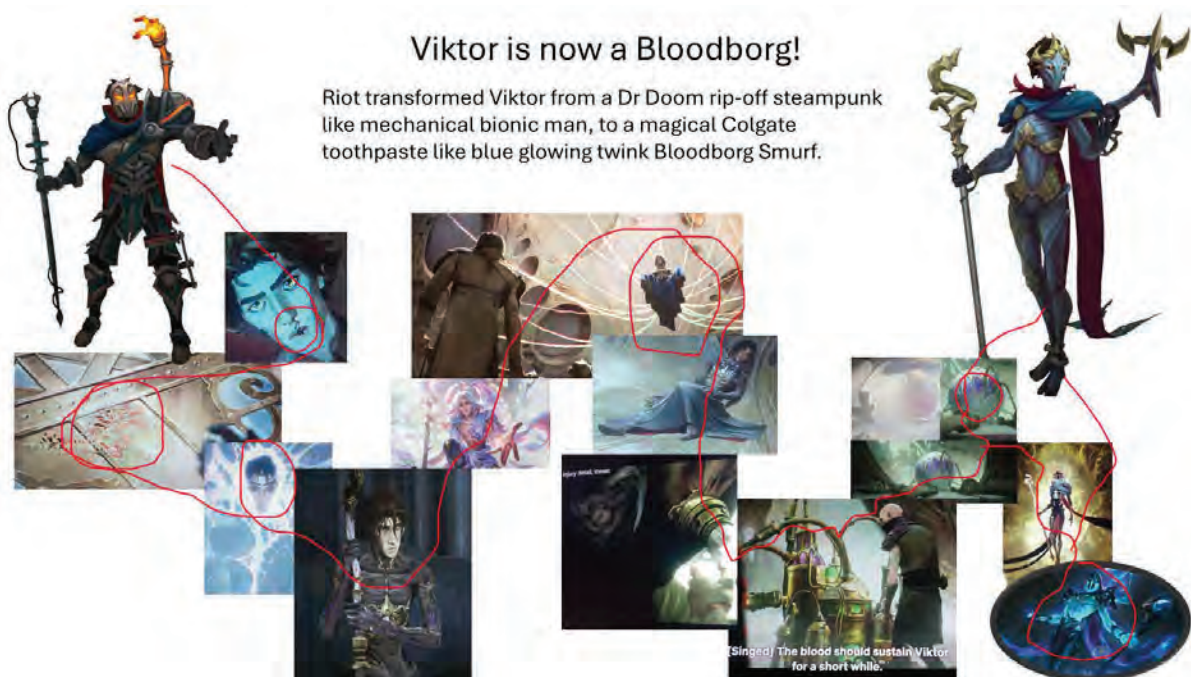 Viktor is now a Bloodborg!
Riot transformed Viktor from a Dr Doom rip-off steampunk
like mechanical bionic man, to a magical Colgate
toothpaste like blue glowing twink Bloodborg Smurf.
[Singed] The blood should sustain Viktor
for a short while.